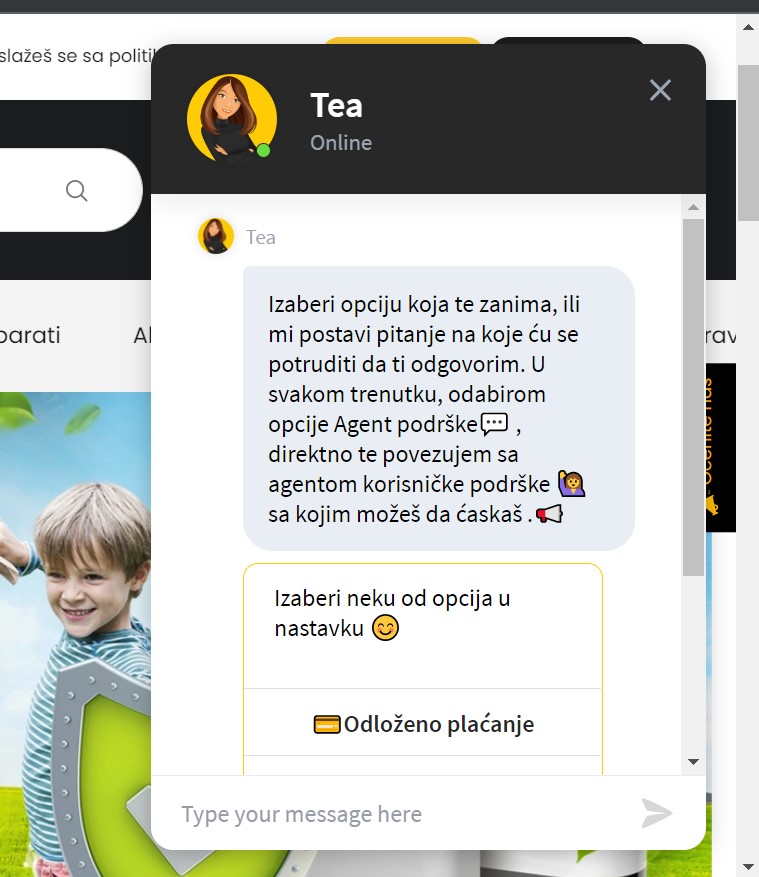 slažeš se sa politi
Tea
Online
Tea
Izaberi opciju koja te zanima, ili
mi postavi pitanje na koje ću se
potruditi da ti odgovorim. U
svakom trenutku, odabirom
opcije Agent podrške💬 ,
direktno te povezujem sa
agentom korisničke podrške 🙋‍♀️
sa kojim možeš da ćaskaš .📢
parati
Al
rav
Ocenite nas
Izaberi neku od opcija u
nastavku 😊
💳Odloženo plaćanje
Type your message here